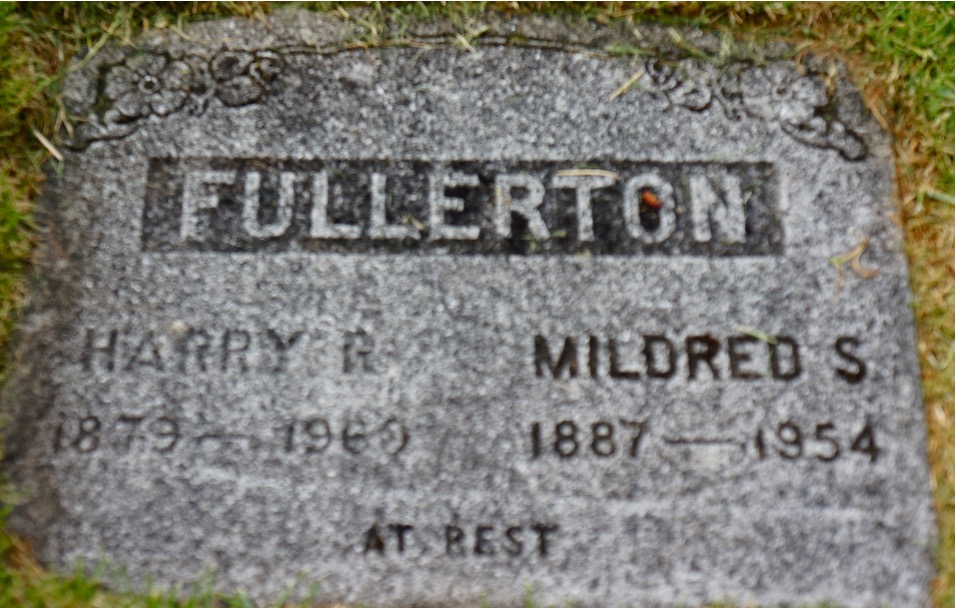 FULLERTON
HARRY R. MILDRED S
1879 — 1960 1887 — 1954
AT REST